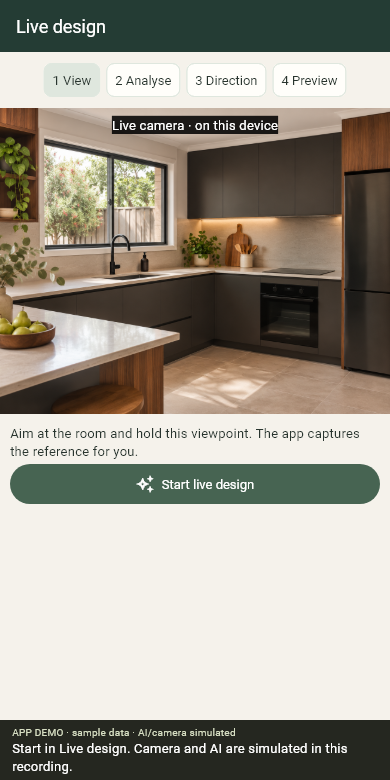 Live design
1 View
2 Analyse
3 Direction
4 Preview
Live camera · on this device
Aim at the room and hold this viewpoint. The app captures
the reference for you.
Start live design
APP DEMO · sample data · AI/camera simulated
Start in Live design. Camera and AI are simulated in this
recording.